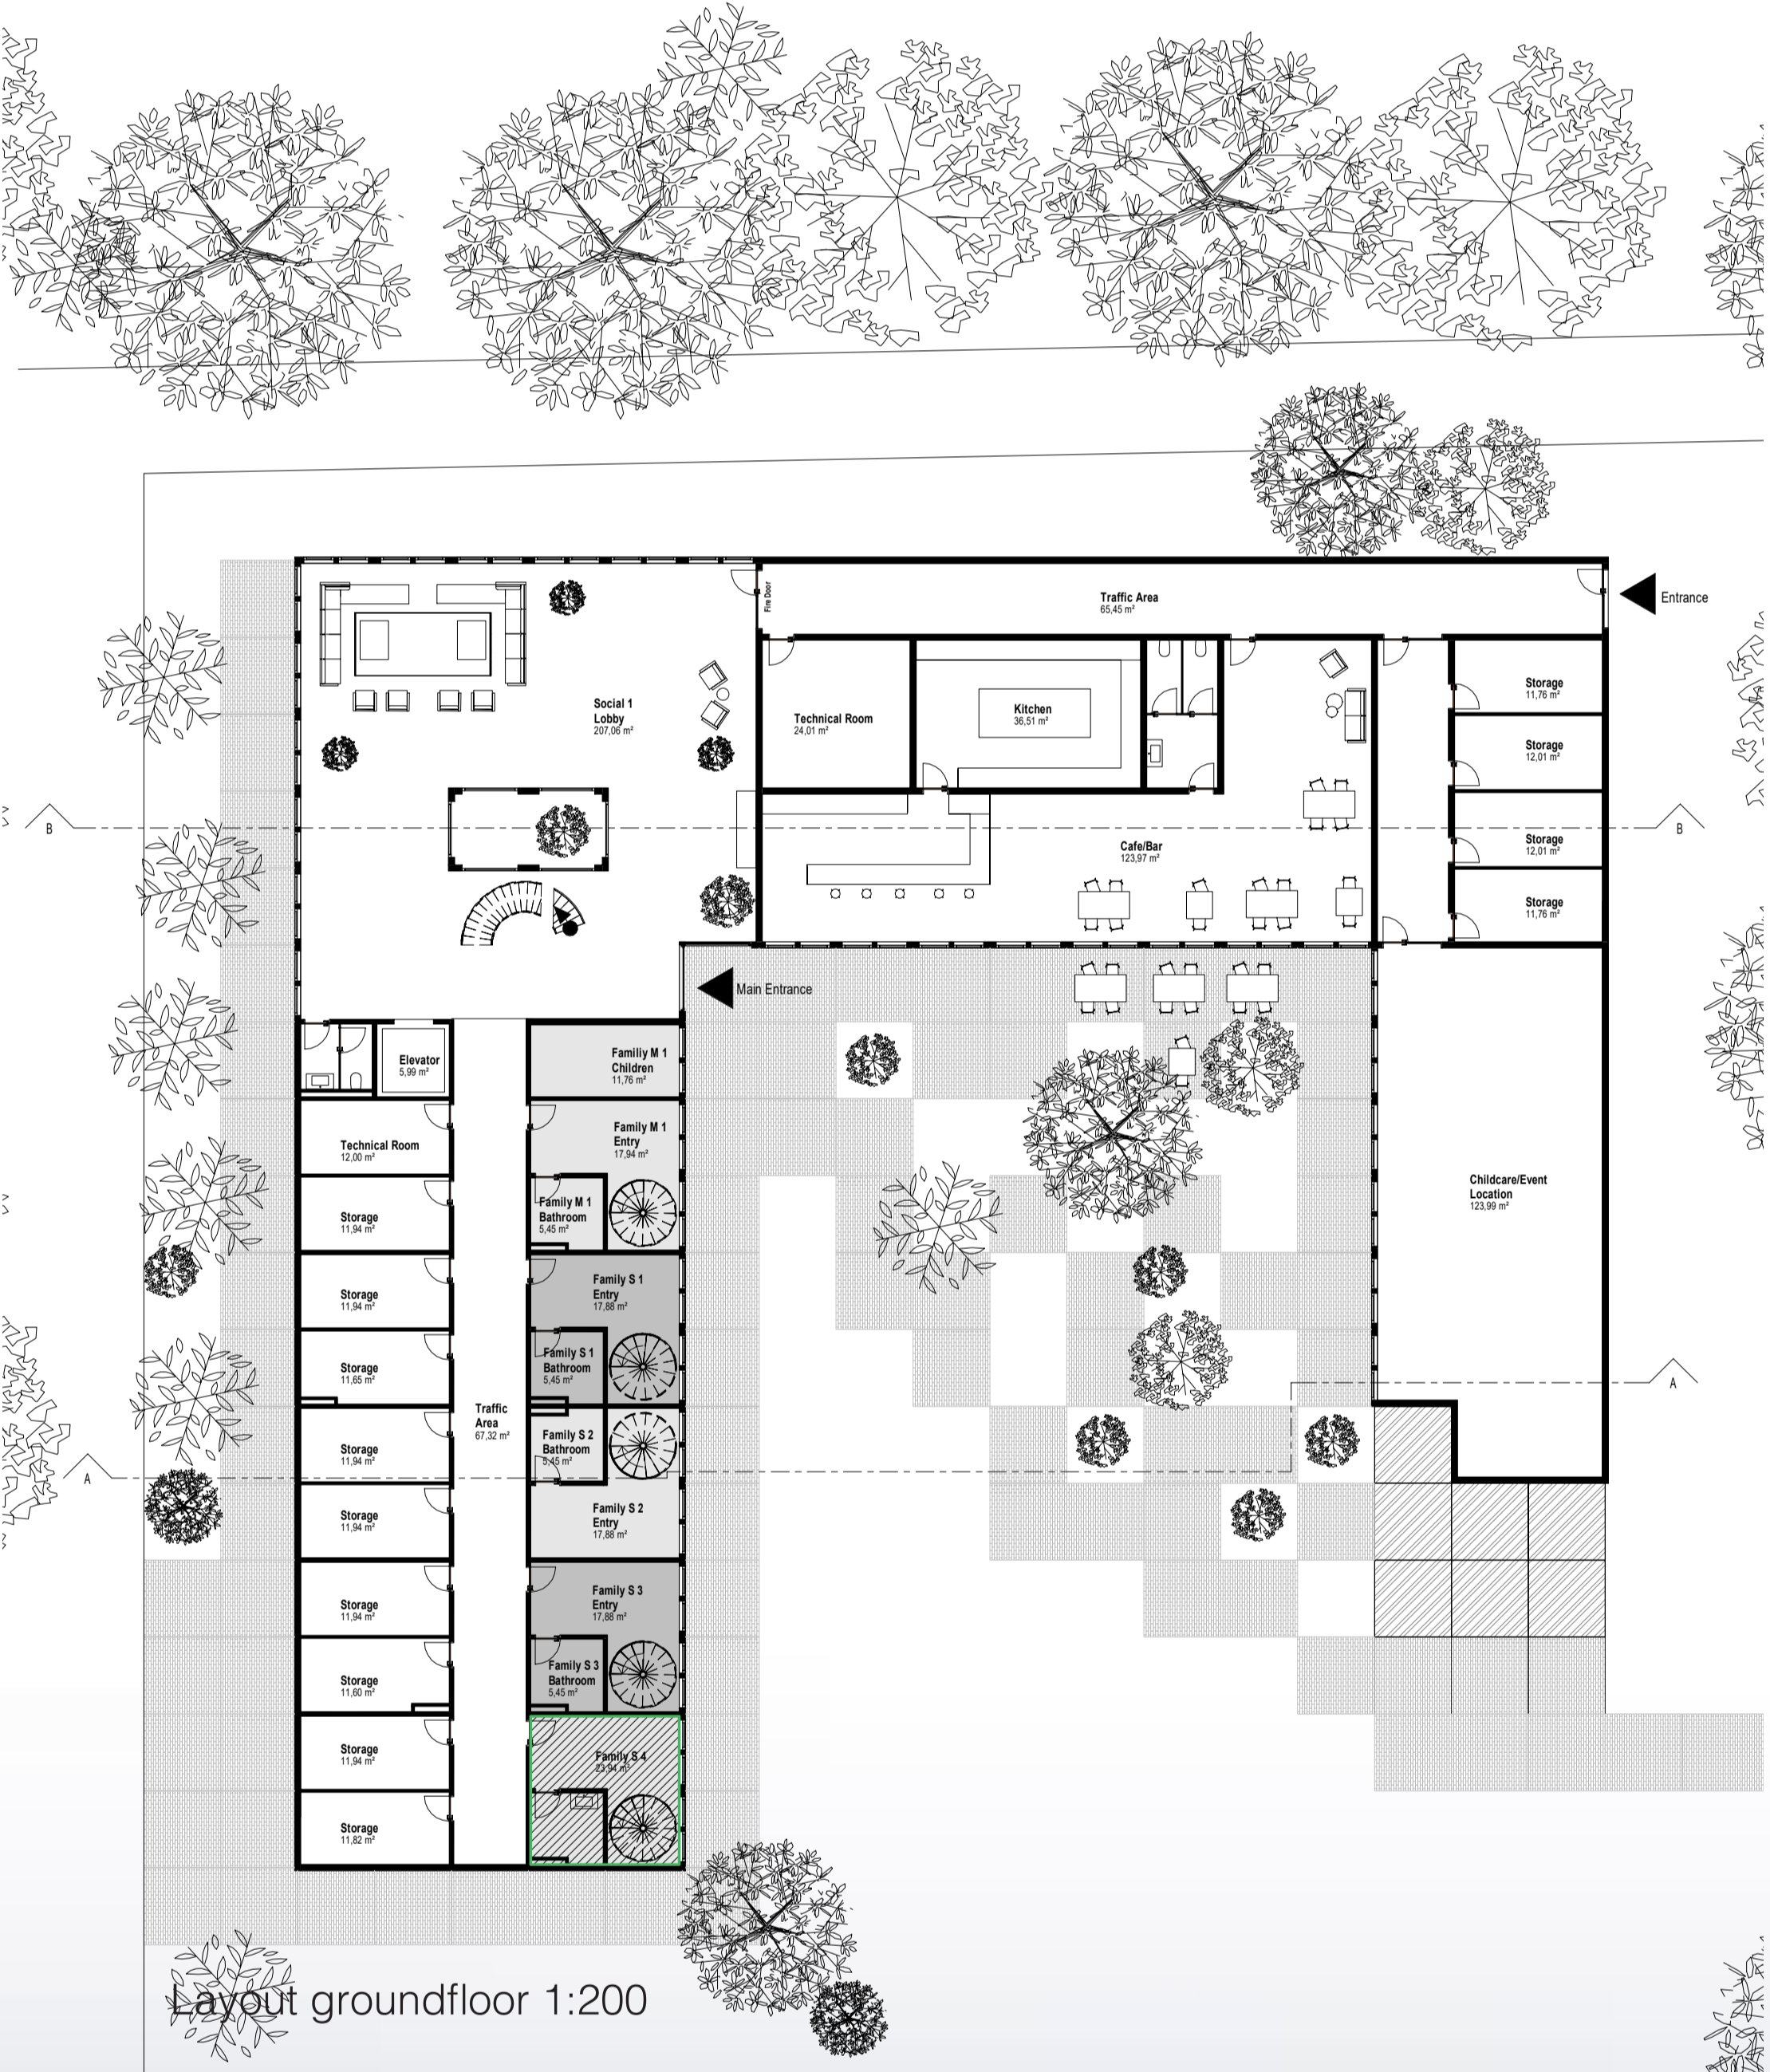 Fire Door
Traffic Area
65,45 m²
Entrance
Social 1
Lobby
207,06 m²
Technical Room
24,01 m²
Kitchen
36,51 m²
Storage
11,76 m²
Storage
12,01 m²
B
Cafe/Bar
123,97 m²
Storage
12,01 m²
B
Storage
11,76 m²
Main Entrance
Elevator
5,99 m²
Familiy M 1
Children
11,76 m²
Technical Room
12,00 m²
Family M 1
Entry
17,94 m²
Storage
11,94 m²
Family M 1
Bathroom
5,45 m²
Childcare/Event
Location
123,99 m²
Storage
11,94 m²
Family S 1
Entry
17,88 m²
Storage
11,65 m²
Family S 1
Bathroom
5,45 m²
A
Traffic
Area
67,32 m²
Storage
11,94 m²
Family S 2
Bathroom
5,45 m²
A
Storage
11,94 m²
Family S 2
Entry
17,88 m²
Storage
11,94 m²
Family S 3
Entry
17,88 m²
Storage
11,60 m²
Family S 3
Bathroom
5,45 m²
Storage
11,94 m²
Family S 4
23,94 m²
Storage
11,82 m²
Layout groundfloor 1:200